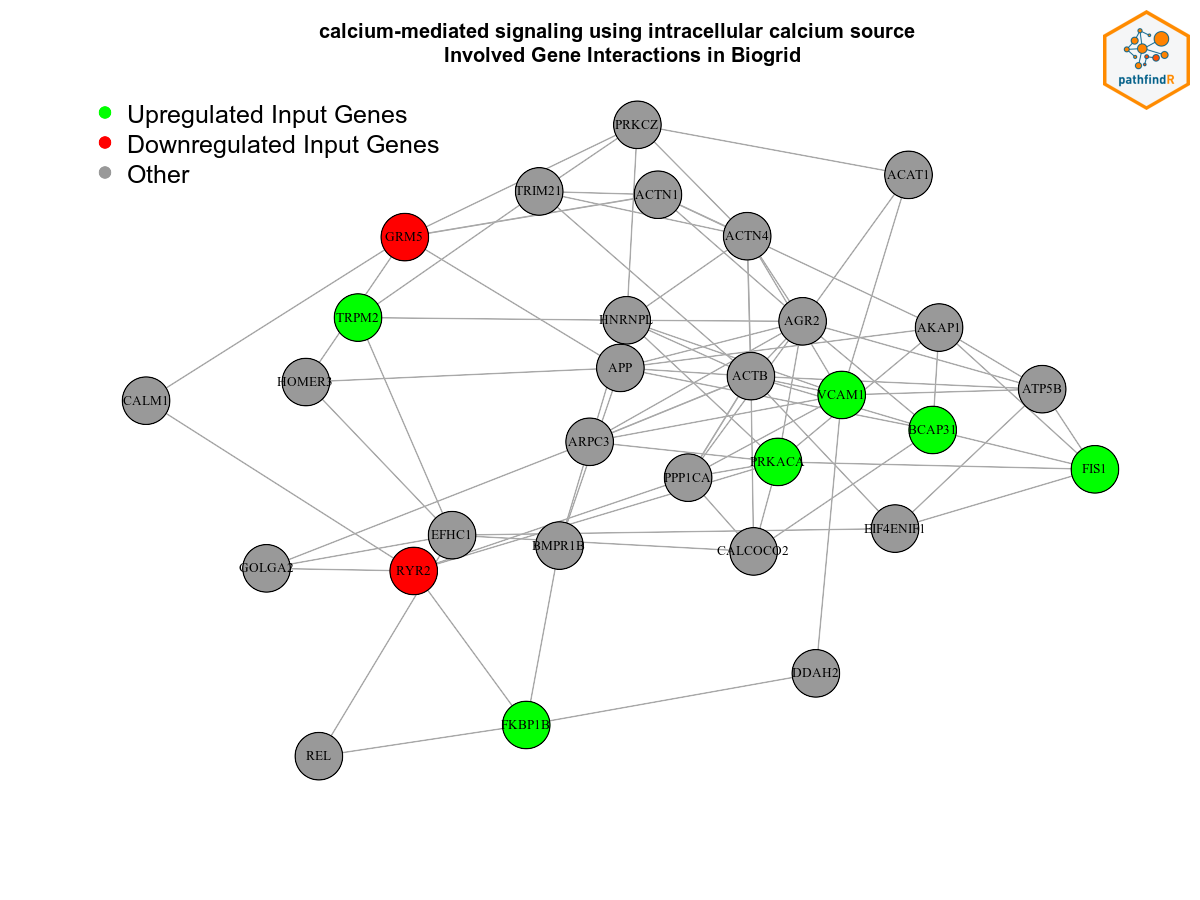 calcium-mediated signaling using intracellular calcium source
Involved Gene Interactions in Biogrid
pathfindR
Upregulated Input Genes
Downregulated Input Genes
Other
PRKCZ
ACAT1
TRIM21
ACTN1
ACTN4
GRM5
TRPM2
HNRNPL
AGR2
AKAP1
APP
ACTB
HOMER3
CALM1
VCAM1
ATP5B
BCAP31
ARPC3
PRKACA
FIS1
PPP1CA
EIF4ENIF1
EFHC1
BMPR1B
CALCOCO2
GOLGA2
RYR2
DDAH2
FKBP1B
REL